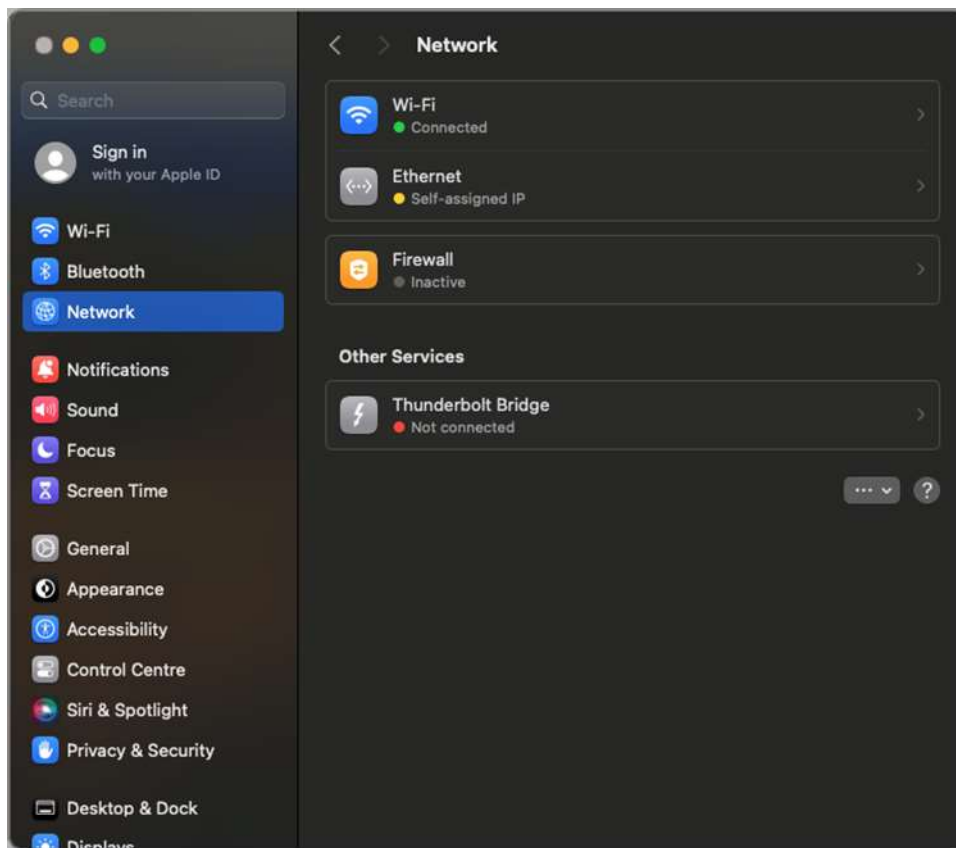 Search
Sign in
with your Apple ID
Wi-Fi
Bluetooth
Network
Notifications
Sound
Focus
Screen Time
General
Appearance
Accessibility
Control Centre
Siri & Spotlight
Privacy & Security
Desktop & Dock
Displays
Network
Wi-Fi
Connected
Ethernet
Self-assigned IP
Firewall
Inactive
Other Services
Thunderbolt Bridge
Not connected
... ?